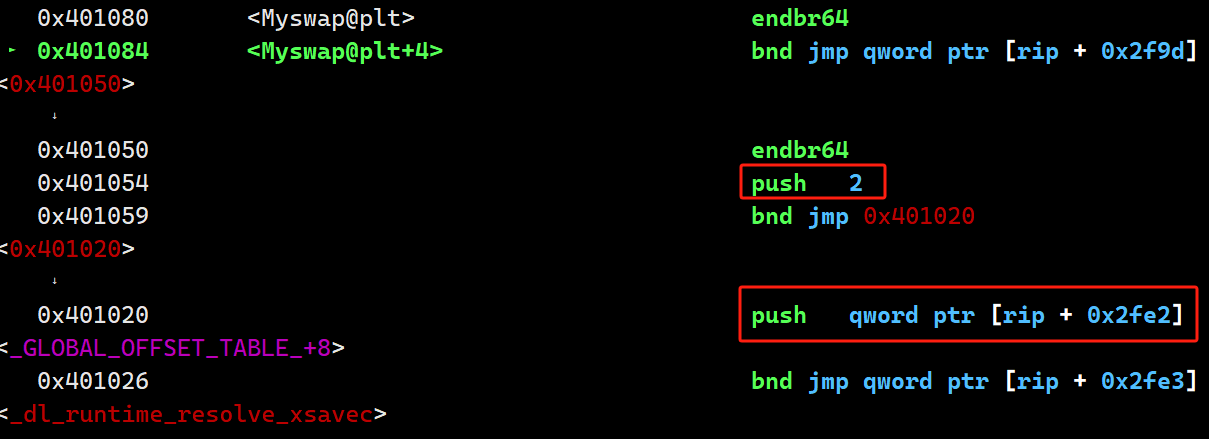 0x401080 <Myswap@plt> endbr64
► 0x401084 <Myswap@plt+4> bnd jmp qword ptr [rip + 0x2f9d]
<0x401050>
↓
0x401050 endbr64
0x401054 push 2
0x401059 bnd jmp 0x401020
<0x401020>
↓
0x401020 push qword ptr [rip + 0x2fe2]
<_GLOBAL_OFFSET_TABLE_+8>
0x401026 bnd jmp qword ptr [rip + 0x2fe3]
<_dl_runtime_resolve_xsavec>